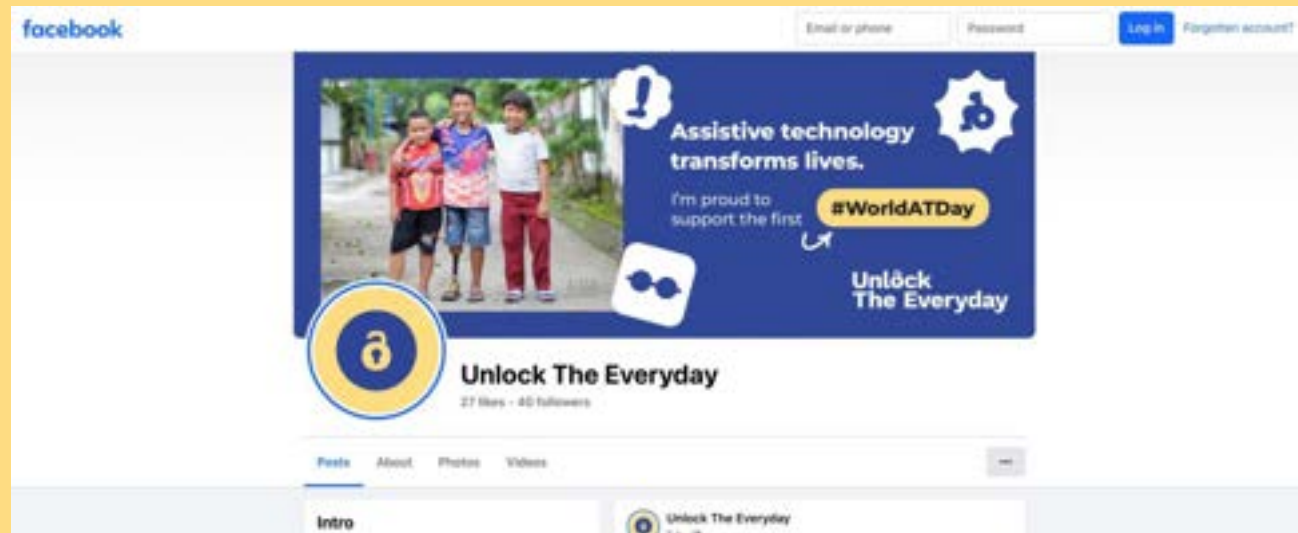 facebook
Email or phone
Password
Log in
Forgotten account?
Assistive technology
transforms lives.
I'm proud to
support the first
#WorldATDay
Unlôck
The Everyday
Unlock The Everyday
27 likes • 40 followers
Posts
About
Photos
Videos
Intro
Unlock The Everyday